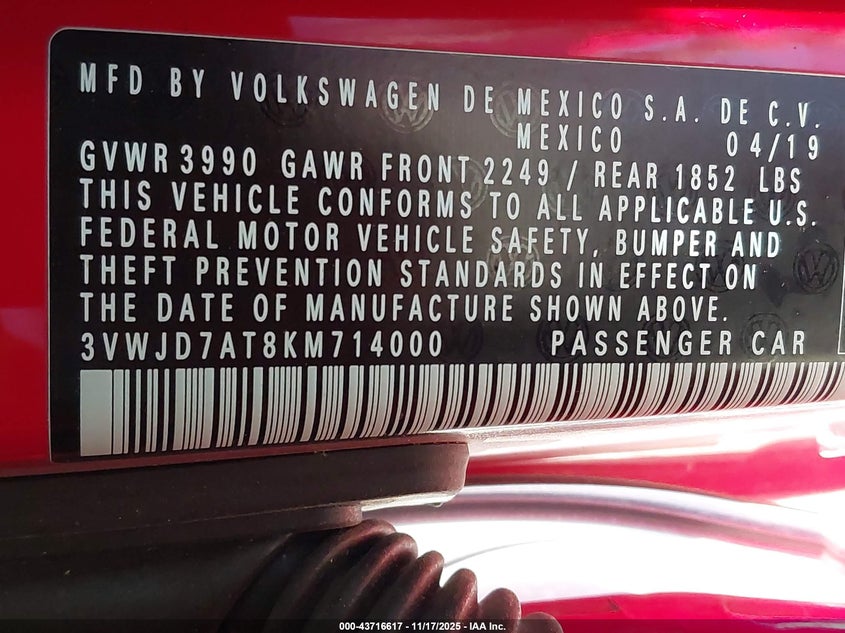 MFD BY VOLKSWAGEN DE MEXICO S.A. DE C.V.
MEXICO 04/19
GVWR 3990 GAWR FRONT 2249 / REAR 1852 LBS
THIS VEHICLE CONFORMS TO ALL APPLICABLE U.S.
FEDERAL MOTOR VEHICLE SAFETY, BUMPER AND
THEFT PREVENTION STANDARDS IN EFFECT ON
THE DATE OF MANUFACTURE SHOWN ABOVE.
3VWJD7AT8KM714000 PASSENGER CAR
000-43716617 - 11/17/2025 - IAA Inc.